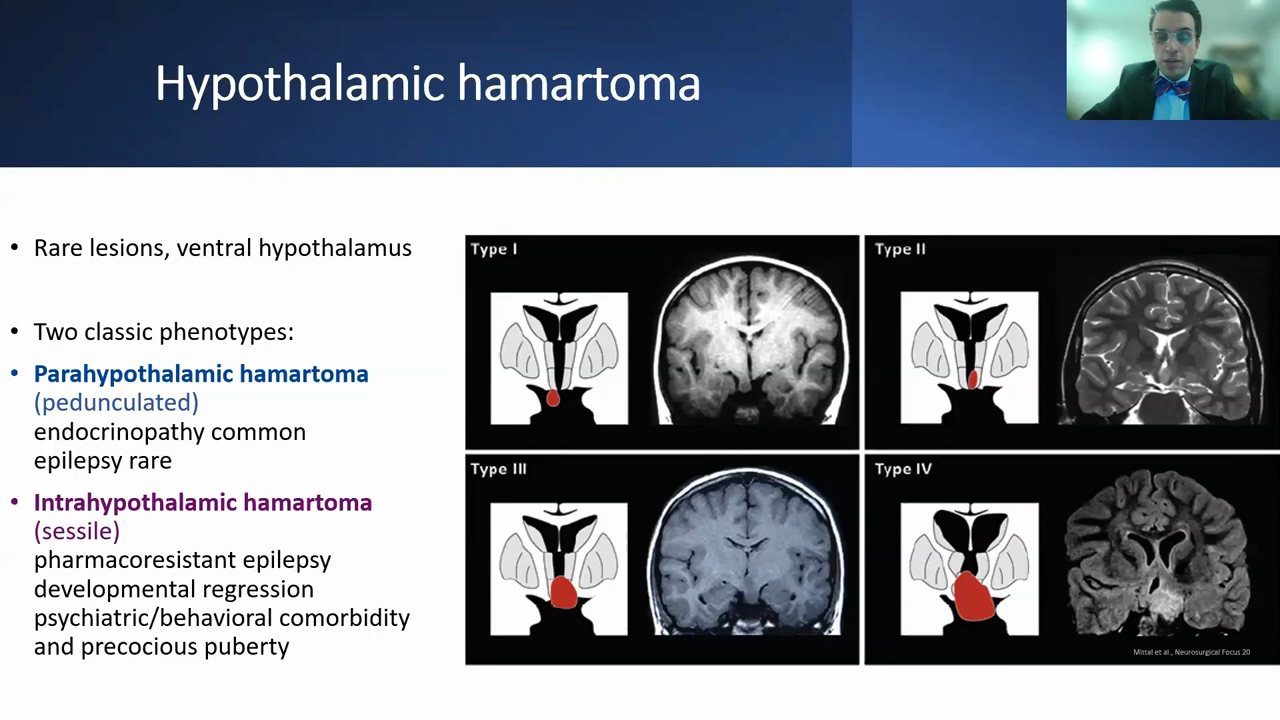 Hypothalamic hamartoma
• Rare lesions, ventral hypothalamus
• Two classic phenotypes:
• Parahypothalamic hamartoma
(pedunculated)
endocrinopathy common
epilepsy rare
• Intrahypothalamic hamartoma
(sessile)
pharmacoresistant epilepsy
developmental regression
psychiatric/behavioral comorbidity
and precocious puberty
Type I
Type II
Type III
Type IV
Mittal et al., Neurosurgical Focus 20